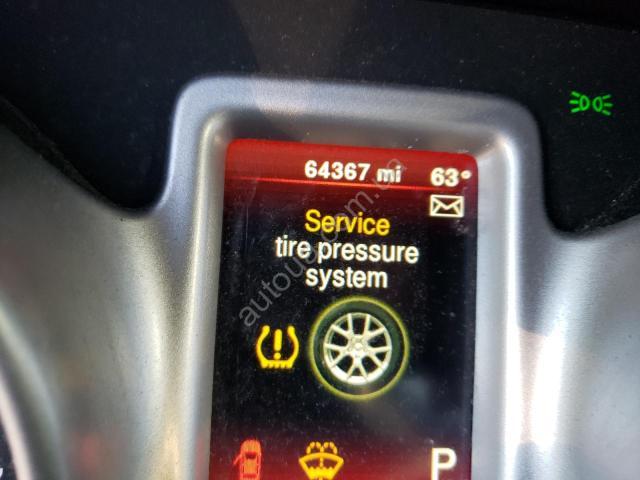 64367 mi 63°
Service
tire pressure
system
P